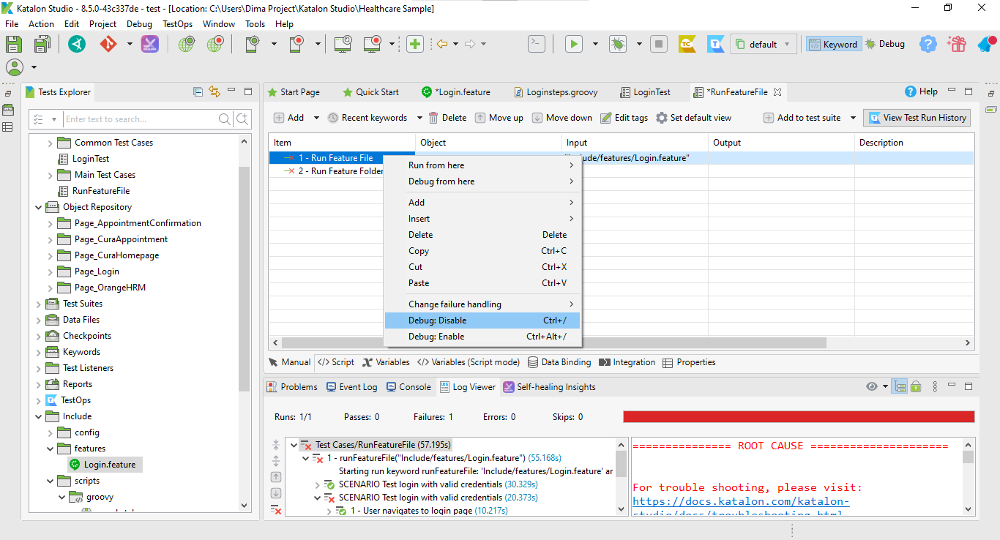 Katalon Studio - 8.5.0-43c337de - test - [Location: C:\Users\Dima Project\Katalon Studio\Healthcare Sample]
File Action Edit Project Debug TestOps Window Tools Help
TC T default Keyword Debug
Tests Explorer
Start Page Quick Start *Login.feature Loginsteps.groovy LoginTest *RunFeatureFile Help
Enter text to search...
Add Recent keywords Delete Move up Move down Edit tags Set default view Add to test suite View Test Run History
Common Test Cases
LoginTest
Main Test Cases
RunFeatureFile
Object Repository
Page_AppointmentConfirmation
Page_CuraAppointment
Page_CuraHomepage
Page_Login
Page_OrangeHRM
Test Suites
Data Files
Checkpoints
Keywords
Test Listeners
Reports
TestOps
Include
config
features
Login.feature
scripts
groovy
Item Object Input Output Description
1 - Run Feature File ude/features/Login.feature"
2 - Run Feature Folder
Run from here
Debug from here
Add
Insert
Delete Delete
Copy Ctrl+C
Cut Ctrl+X
Paste Ctrl+V
Change failure handling
Debug: Disable Ctrl+/
Debug: Enable Ctrl+Alt+/
Manual </> Script Variables </> Variables (Script mode) Data Binding Integration Properties
Problems Event Log Console Log Viewer Self-healing Insights
Runs: 1/1 Passes: 0 Failures: 1 Errors: 0 Skips: 0
Test Cases/RunFeatureFile (57.195s)
1 - runFeatureFile("Include/features/Login.feature") (55.168s)
Starting run keyword runFeatureFile: 'Include/features/Login.feature' ar
SCENARIO Test login with valid credentials (30.329s)
SCENARIO Test login with valid credentials (20.373s)
1 - User navigates to login page (10.217s)
=============== ROOT CAUSE =====================
For trouble shooting, please visit:
https://docs.katalon.com/katalon-
studio/docs/troubleshooting.html